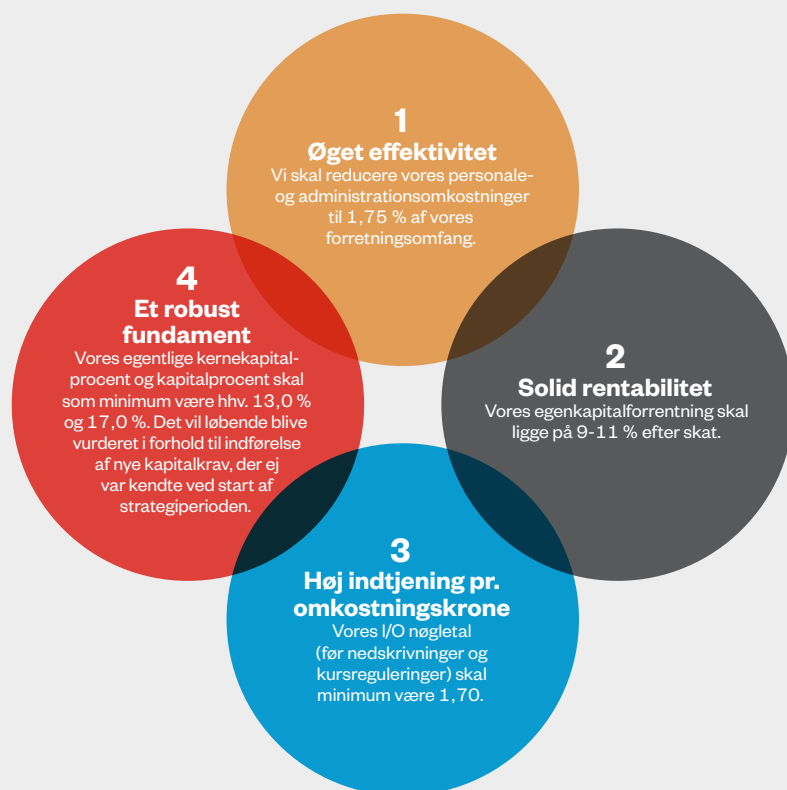 1
Øget effektivitet
Vi skal reducere vores personale-
og administrationsomkostninger
til 1,75 % af vores
forretningsomfang.
2
Solid rentabilitet
Vores egenkapitalforrentning skal
ligge på 9-11 % efter skat.
3
Høj indtjening pr.
omkostningskrone
Vores I/O nøgletal
(før nedskrivninger og
kursreguleringer) skal
minimum være 1,70.
4
Et robust
fundament
Vores egentlige kernekapital-
procent og kapitalprocent skal
som minimum være hhv. 13,0 %
og 17,0 %. Det vil løbende blive
vurderet i forhold til indførelse
af nye kapitalkrav, der ej
var kendte ved start af
strategiperioden.